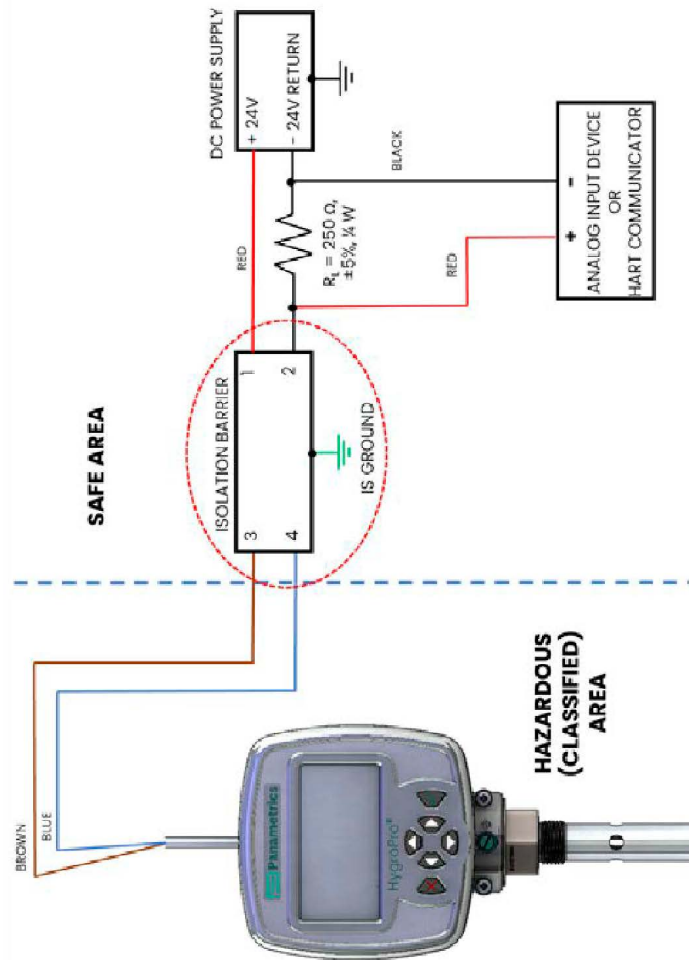 SAFE AREA
DC POWER SUPPLY
+ 24V
- 24V RETURN
RED
BLACK
R_L = 250 Ω,
±5%, ¼ W
RED
+
-
ANALOG INPUT DEVICE
OR
HART COMMUNICATOR
ISOLATION BARRIER
1
2
3
4
IS GROUND
BROWN
BLUE
HAZARDOUS
(CLASSIFIED)
AREA
Panametrics
HygroPro®